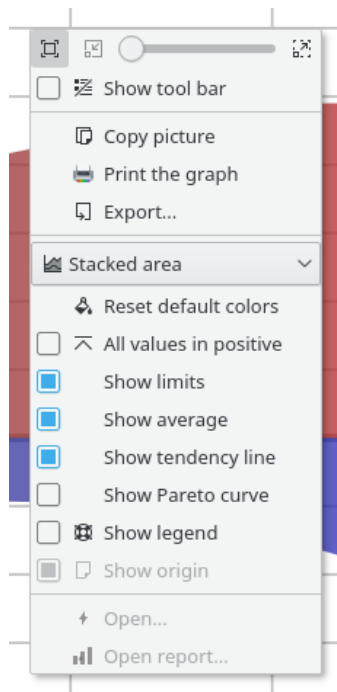 Show tool bar
Copy picture
Print the graph
Export...
Stacked area
Reset default colors
All values in positive
Show limits
Show average
Show tendency line
Show Pareto curve
Show legend
Show origin
Open...
Open report...